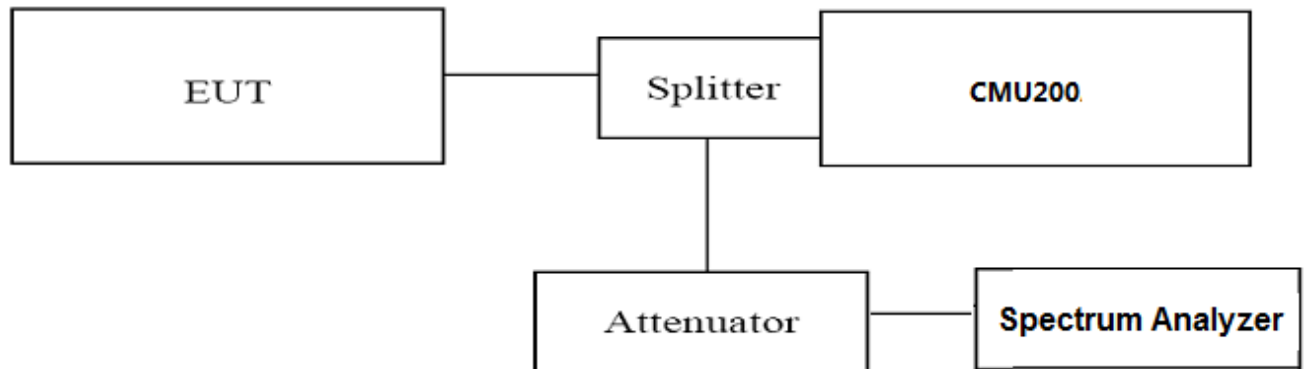 EUT
Splitter
CMU200
Attenuator
Spectrum Analyzer